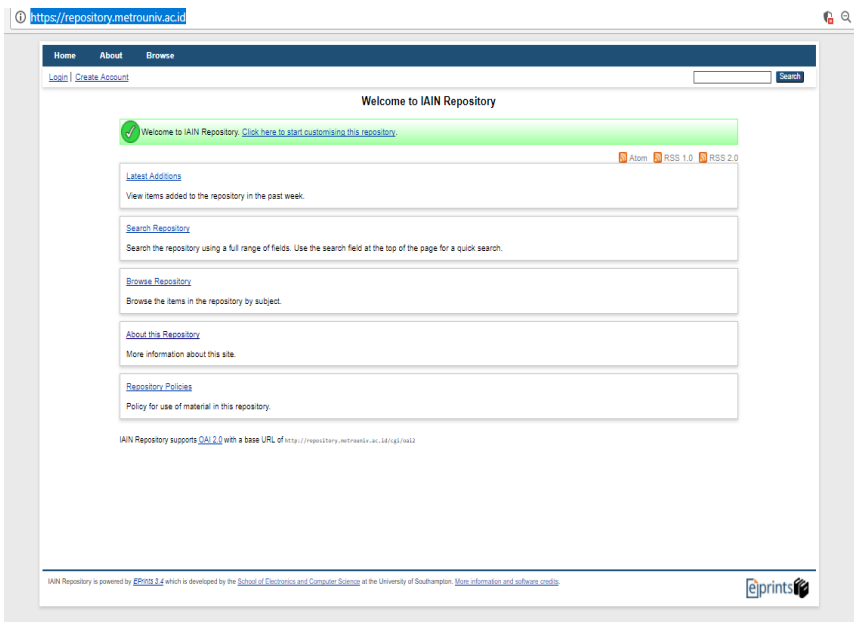 https://repository.metrouniv.ac.id
Home About Browse
Login | Create Account Search
Welcome to IAIN Repository
Welcome to IAIN Repository. Click here to start customising this repository.
Atom RSS 1.0 RSS 2.0
Latest Additions
View items added to the repository in the past week.
Search Repository
Search the repository using a full range of fields. Use the search field at the top of the page for a quick search.
Browse Repository
Browse the items in the repository by subject.
About this Repository
More information about this site.
Repository Policies
Policy for use of material in this repository.
IAIN Repository supports OAI 2.0 with a base URL of http://repository.metrouniv.ac.id/cgi/oai2
IAIN Repository is powered by EPrints 3.4 which is developed by the School of Electronics and Computer Science at the University of Southampton. More information and software credits.
eprints